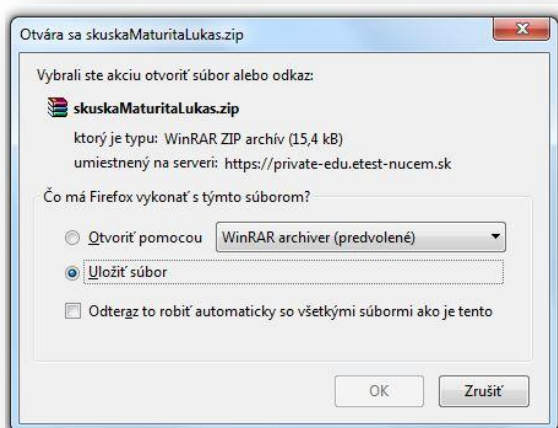 Otvára sa skuskaMaturitaLukas.zip
Vybrali ste akciu otvoriť súbor alebo odkaz:
skuskaMaturitaLukas.zip
ktorý je typu: WinRAR ZIP archív (15,4 kB)
umiestnený na serveri: https://private-edu.etest-nucem.sk
Čo má Firefox vykonať s týmto súborom?
Otvoriť pomocou WinRAR archiver (predvolené)
Uložiť súbor
Odteraz to robiť automaticky so všetkými súbormi ako je tento
OK Zrušiť